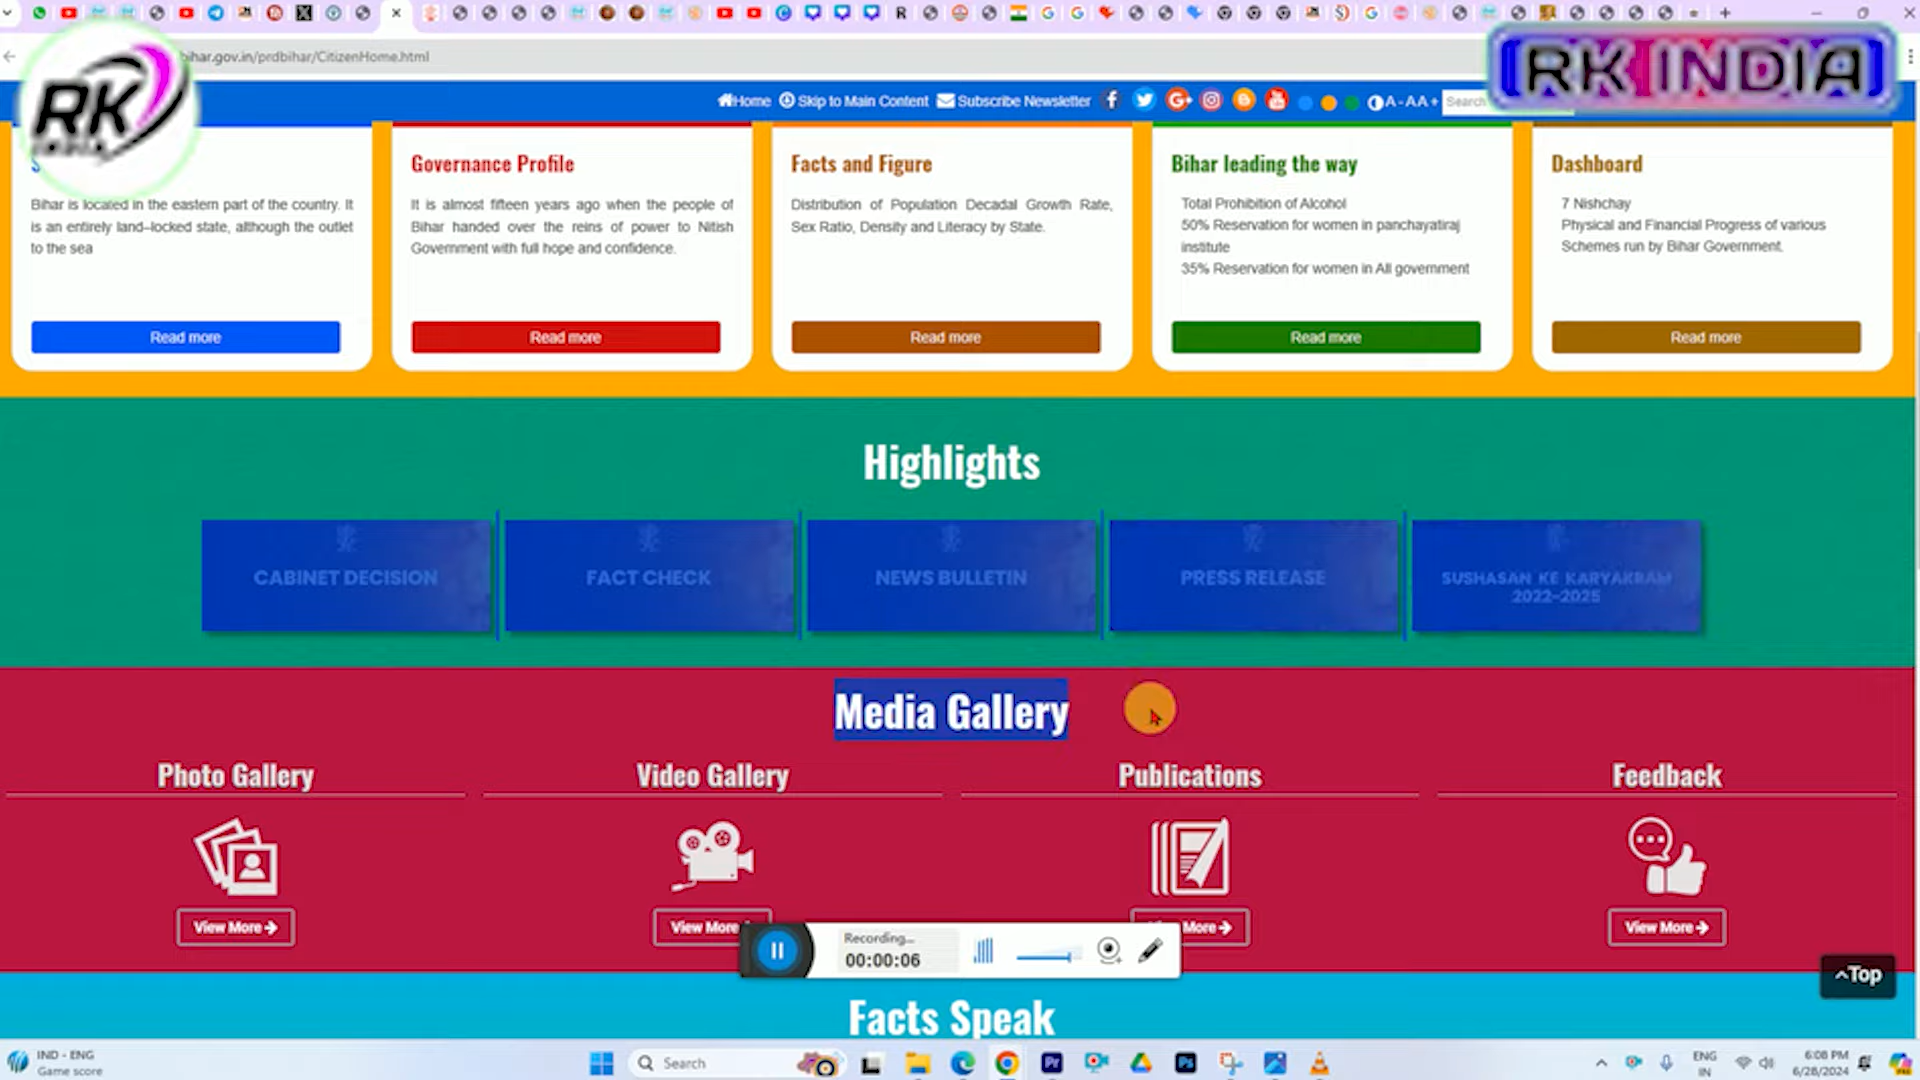 bihar.gov.in/prdbihar/CitizenHome.html
RK
INDIA
RK INDIA
Home Skip to Main Content Subscribe Newsletter A - A A + Search
Governance Profile
Facts and Figure
Bihar leading the way
Dashboard
Bihar is located in the eastern part of the country. It
is an entirely land–locked state, although the outlet
to the sea
It is almost fifteen years ago when the people of
Bihar handed over the reins of power to Nitish
Government with full hope and confidence.
Distribution of Population Decadal Growth Rate,
Sex Ratio, Density and Literacy by State.
Total Prohibition of Alcohol
50% Reservation for women in panchayatiraj
institute
35% Reservation for women in All government
7 Nishchay
Physical and Financial Progress of various
Schemes run by Bihar Government.
Read more
Read more
Read more
Read more
Read more
Highlights
CABINET DECISION
FACT CHECK
NEWS BULLETIN
PRESS RELEASE
SUSHASAN KE KARYAKRAM
2022-2025
Media Gallery
Photo Gallery
Video Gallery
Publications
Feedback
View More
View More
More
View More
Recording...
00:00:06
Top
Facts Speak
IND - ENG
Game score
Search
ENG
IN
6:08 PM
6/28/2024